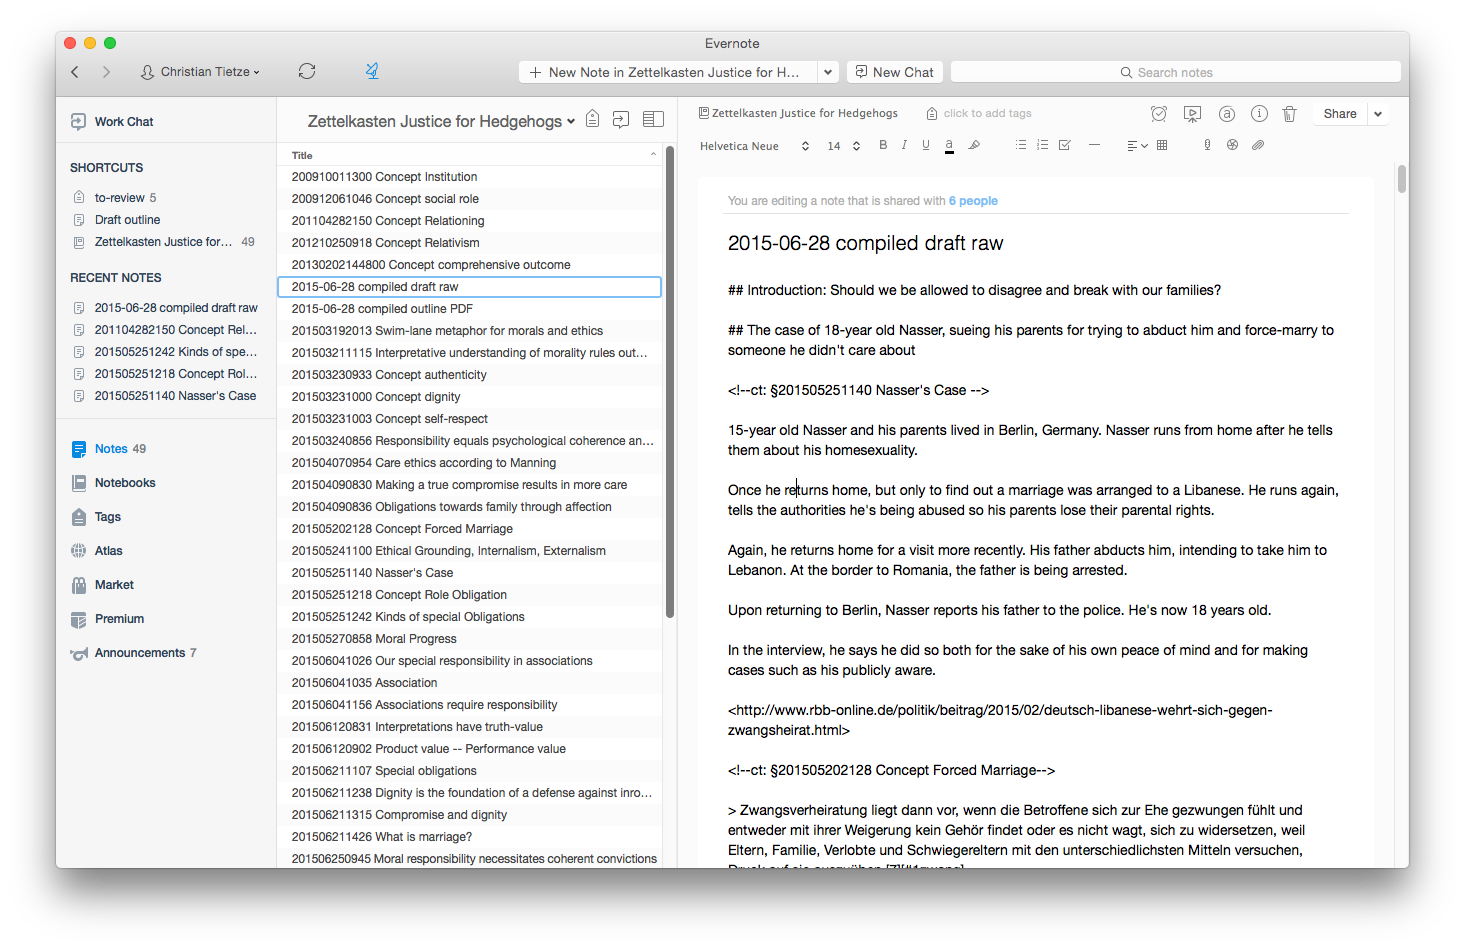 Evernote
Christian Tietze
New Note in Zettelkasten Justice for H...
New Chat
Search notes
Work Chat
SHORTCUTS
to-review 5
Draft outline
Zettelkasten Justice for... 49
RECENT NOTES
2015-06-28 compiled draft raw
201104282150 Concept Rel...
201505251242 Kinds of spe...
201505251218 Concept Rol...
201505251140 Nasser's Case
Notes 49
Notebooks
Tags
Atlas
Market
Premium
Announcements 7
Zettelkasten Justice for Hedgehogs
Title
200910011300 Concept Institution
200912061046 Concept social role
201104282150 Concept Relationing
201210250918 Concept Relativism
20130202144800 Concept comprehensive outcome
2015-06-28 compiled draft raw
2015-06-28 compiled outline PDF
201503192013 Swim-lane metaphor for morals and ethics
201503211115 Interpretative understanding of morality rules out...
201503230933 Concept authenticity
201503231000 Concept dignity
201503231003 Concept self-respect
201503240856 Responsibility equals psychological coherence an...
201504070954 Care ethics according to Manning
201504090830 Making a true compromise results in more care
201504090836 Obligations towards family through affection
201505202128 Concept Forced Marriage
201505241100 Ethical Grounding, Internalism, Externalism
201505251140 Nasser's Case
201505251218 Concept Role Obligation
201505251242 Kinds of special Obligations
201505270858 Moral Progress
201506041026 Our special responsibility in associations
201506041035 Association
201506041156 Associations require responsibility
201506120831 Interpretations have truth-value
201506120902 Product value -- Performance value
201506211107 Special obligations
201506211238 Dignity is the foundation of a defense against inro...
201506211315 Compromise and dignity
201506211426 What is marriage?
201506250945 Moral responsibility necessitates coherent convictions
Zettelkasten Justice for Hedgehogs
click to add tags
Share
Helvetica Neue
14
B I U a
You are editing a note that is shared with 6 people
2015-06-28 compiled draft raw
## Introduction: Should we be allowed to disagree and break with our families?
## The case of 18-year old Nasser, sueing his parents for trying to abduct him and force-marry to
someone he didn't care about
<!--ct: §201505251140 Nasser's Case -->
15-year old Nasser and his parents lived in Berlin, Germany. Nasser runs from home after he tells
them about his homesexuality.
Once he returns home, but only to find out a marriage was arranged to a Libanese. He runs again,
tells the authorities he's being abused so his parents lose their parental rights.
Again, he returns home for a visit more recently. His father abducts him, intending to take him to
Lebanon. At the border to Romania, the father is being arrested.
Upon returning to Berlin, Nasser reports his father to the police. He's now 18 years old.
In the interview, he says he did so both for the sake of his own peace of mind and for making
cases such as his publicly aware.
<http://www.rbb-online.de/politik/beitrag/2015/02/deutsch-libanese-wehrt-sich-gegen-
zwangsheirat.html>
<!--ct: §201505202128 Concept Forced Marriage-->
> Zwangsverheiratung liegt dann vor, wenn die Betroffene sich zur Ehe gezwungen fühlt und
entweder mit ihrer Weigerung kein Gehör findet oder es nicht wagt, sich zu widersetzen, weil
Eltern, Familie, Verlobte und Schwiegereltern mit den unterschiedlichsten Mitteln versuchen,